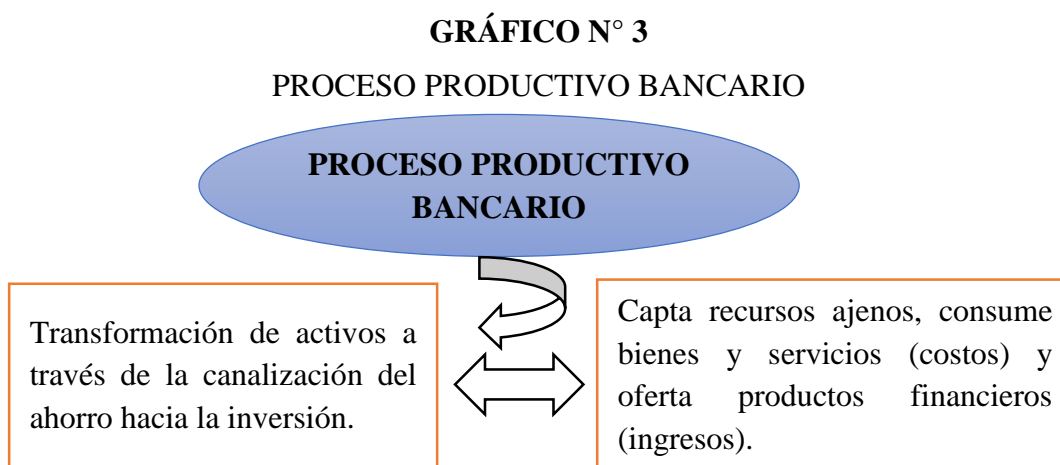 GRÁFICO N° 3
PROCESO PRODUCTIVO BANCARIO
PROCESO PRODUCTIVO
BANCARIO
Transformación de activos a
través de la canalización del
ahorro hacia la inversión.
Capta recursos ajenos, consume
bienes y servicios (costos) y
oferta productos financieros
(ingresos).